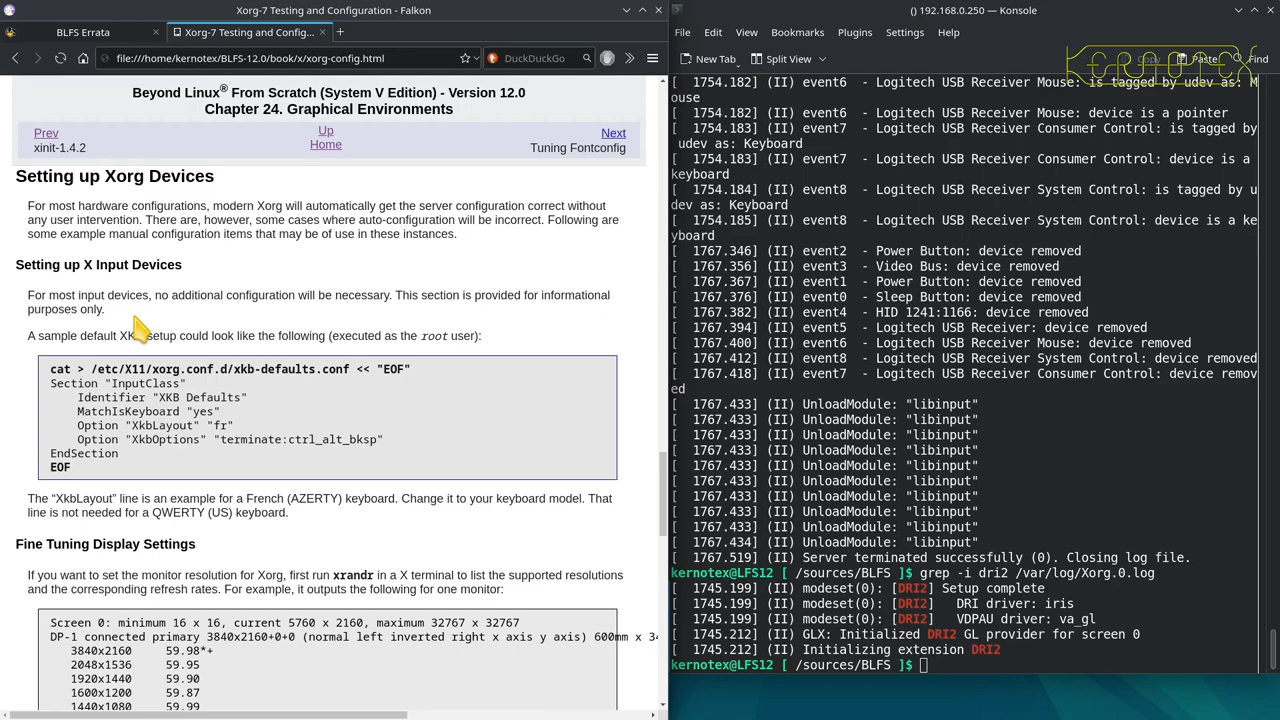 Xorg-7 Testing and Configuration - Falkon
BLFS Errata
Xorg-7 Testing and Config...
file:///home/kernotex/BLFS-12.0/book/x/xorg-config.html
DuckDuckGo
Beyond Linux® From Scratch (System V Edition) - Version 12.0
Chapter 24. Graphical Environments
Prev
Up
Next
xinit-1.4.2
Home
Tuning Fontconfig
Setting up Xorg Devices
For most hardware configurations, modern Xorg will automatically get the server configuration correct without
any user intervention. There are, however, some cases where auto-configuration will be incorrect. Following are
some example manual configuration items that may be of use in these instances.
Setting up X Input Devices
For most input devices, no additional configuration will be necessary. This section is provided for informational
purposes only.
A sample default XKB setup could look like the following (executed as the root user):
cat > /etc/X11/xorg.conf.d/xkb-defaults.conf << "EOF"
Section "InputClass"
    Identifier "XKB Defaults"
    MatchIsKeyboard "yes"
    Option "XkbLayout" "fr"
    Option "XkbOptions" "terminate:ctrl_alt_bksp"
EndSection
EOF
The “XkbLayout” line is an example for a French (AZERTY) keyboard. Change it to your keyboard model. That
line is not needed for a QWERTY (US) keyboard.
Fine Tuning Display Settings
If you want to set the monitor resolution for Xorg, first run xrandr in a X terminal to list the supported resolutions
and the corresponding refresh rates. For example, it outputs the following for one monitor:
Screen 0: minimum 16 x 16, current 5760 x 2160, maximum 32767 x 32767
DP-1 connected primary 3840x2160+0+0 (normal left inverted right x axis y axis) 600mm x 34
    3840x2160     59.98*+
    2048x1536     59.95
    1920x1440     59.90
    1600x1200     59.87
    1440x1080     59.99
() 192.168.0.250 — Konsole
File Edit View Bookmarks Plugins Settings Help
New Tab Split View Copy Paste Find
KERNOTEX
[  1754.182] (II) event6  - Logitech USB Receiver Mouse: is tagged by udev as: M
ouse
[  1754.182] (II) event6  - Logitech USB Receiver Mouse: device is a pointer
[  1754.183] (II) event7  - Logitech USB Receiver Consumer Control: is tagged by
 udev as: Keyboard
[  1754.183] (II) event7  - Logitech USB Receiver Consumer Control: device is a
keyboard
[  1754.184] (II) event8  - Logitech USB Receiver System Control: is tagged by u
dev as: Keyboard
[  1754.185] (II) event8  - Logitech USB Receiver System Control: device is a ke
yboard
[  1767.346] (II) event2  - Power Button: device removed
[  1767.356] (II) event3  - Video Bus: device removed
[  1767.367] (II) event1  - Power Button: device removed
[  1767.376] (II) event0  - Sleep Button: device removed
[  1767.382] (II) event4  - HID 1241:1166: device removed
[  1767.394] (II) event5  - Logitech USB Receiver: device removed
[  1767.400] (II) event6  - Logitech USB Receiver Mouse: device removed
[  1767.412] (II) event8  - Logitech USB Receiver System Control: device removed
[  1767.418] (II) event7  - Logitech USB Receiver Consumer Control: device remov
ed
[  1767.433] (II) UnloadModule: "libinput"
[  1767.433] (II) UnloadModule: "libinput"
[  1767.433] (II) UnloadModule: "libinput"
[  1767.433] (II) UnloadModule: "libinput"
[  1767.433] (II) UnloadModule: "libinput"
[  1767.433] (II) UnloadModule: "libinput"
[  1767.433] (II) UnloadModule: "libinput"
[  1767.433] (II) UnloadModule: "libinput"
[  1767.433] (II) UnloadModule: "libinput"
[  1767.434] (II) UnloadModule: "libinput"
[  1767.519] (II) Server terminated successfully (0). Closing log file.
kernotex@LFS12 [ /sources/BLFS ]$ grep -i dri2 /var/log/Xorg.0.log
[  1745.199] (II) modeset(0): [DRI2] Setup complete
[  1745.199] (II) modeset(0): [DRI2]   DRI driver: iris
[  1745.199] (II) modeset(0): [DRI2]   VDPAU driver: va_gl
[  1745.212] (II) GLX: Initialized DRI2 GL provider for screen 0
[  1745.212] (II) Initializing extension DRI2
kernotex@LFS12 [ /sources/BLFS ]$